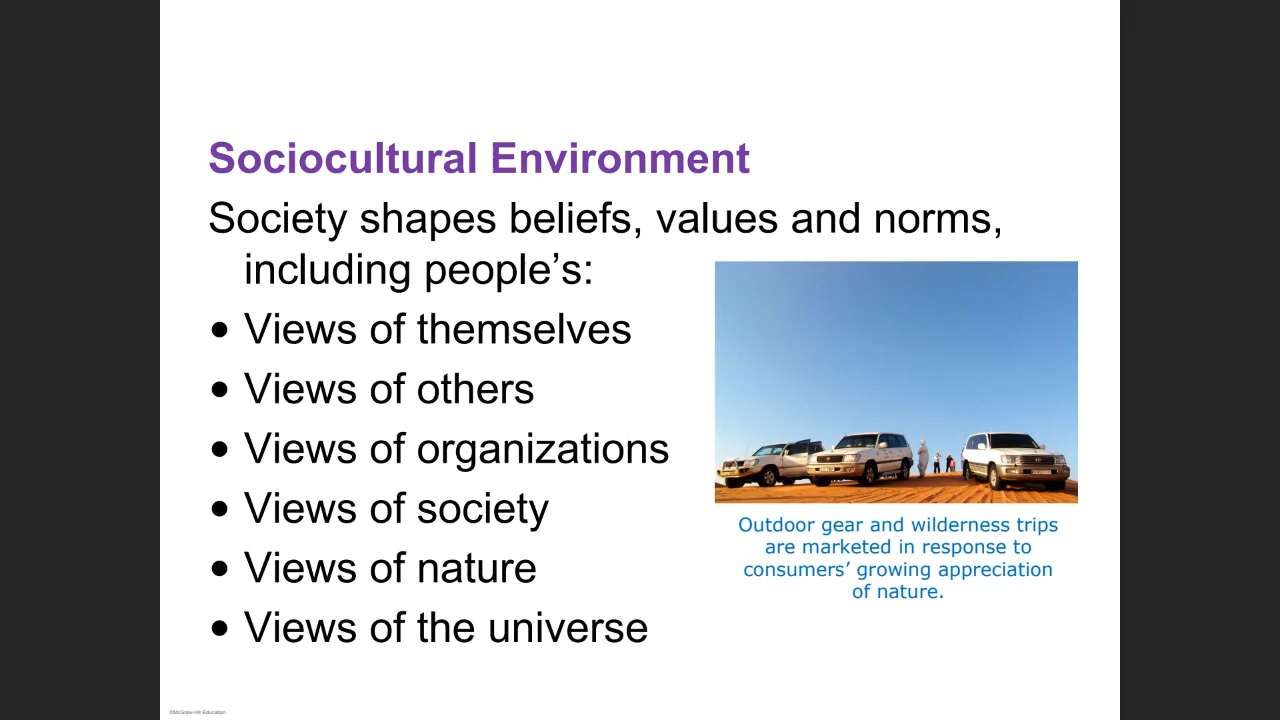 Sociocultural Environment
Society shapes beliefs, values and norms,
including people’s:
• Views of themselves
• Views of others
• Views of organizations
• Views of society
• Views of nature
• Views of the universe
Outdoor gear and wilderness trips
are marketed in response to
consumers’ growing appreciation
of nature.
©McGraw-Hill Education.